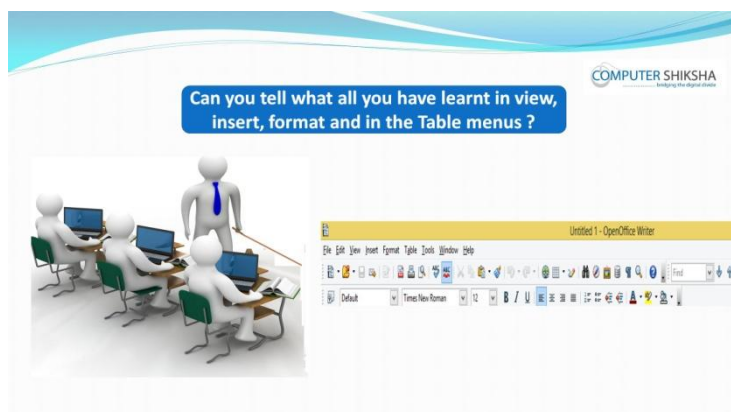 COMPUTER SHIKSHA
bridging the digital divide
Can you tell what all you have learnt in view,
insert, format and in the Table menus ?
Untitled 1 - OpenOffice Writer
File Edit View Insert Format Table Tools Window Help
ABC ABC Find
Default Times New Roman 12 B I U A